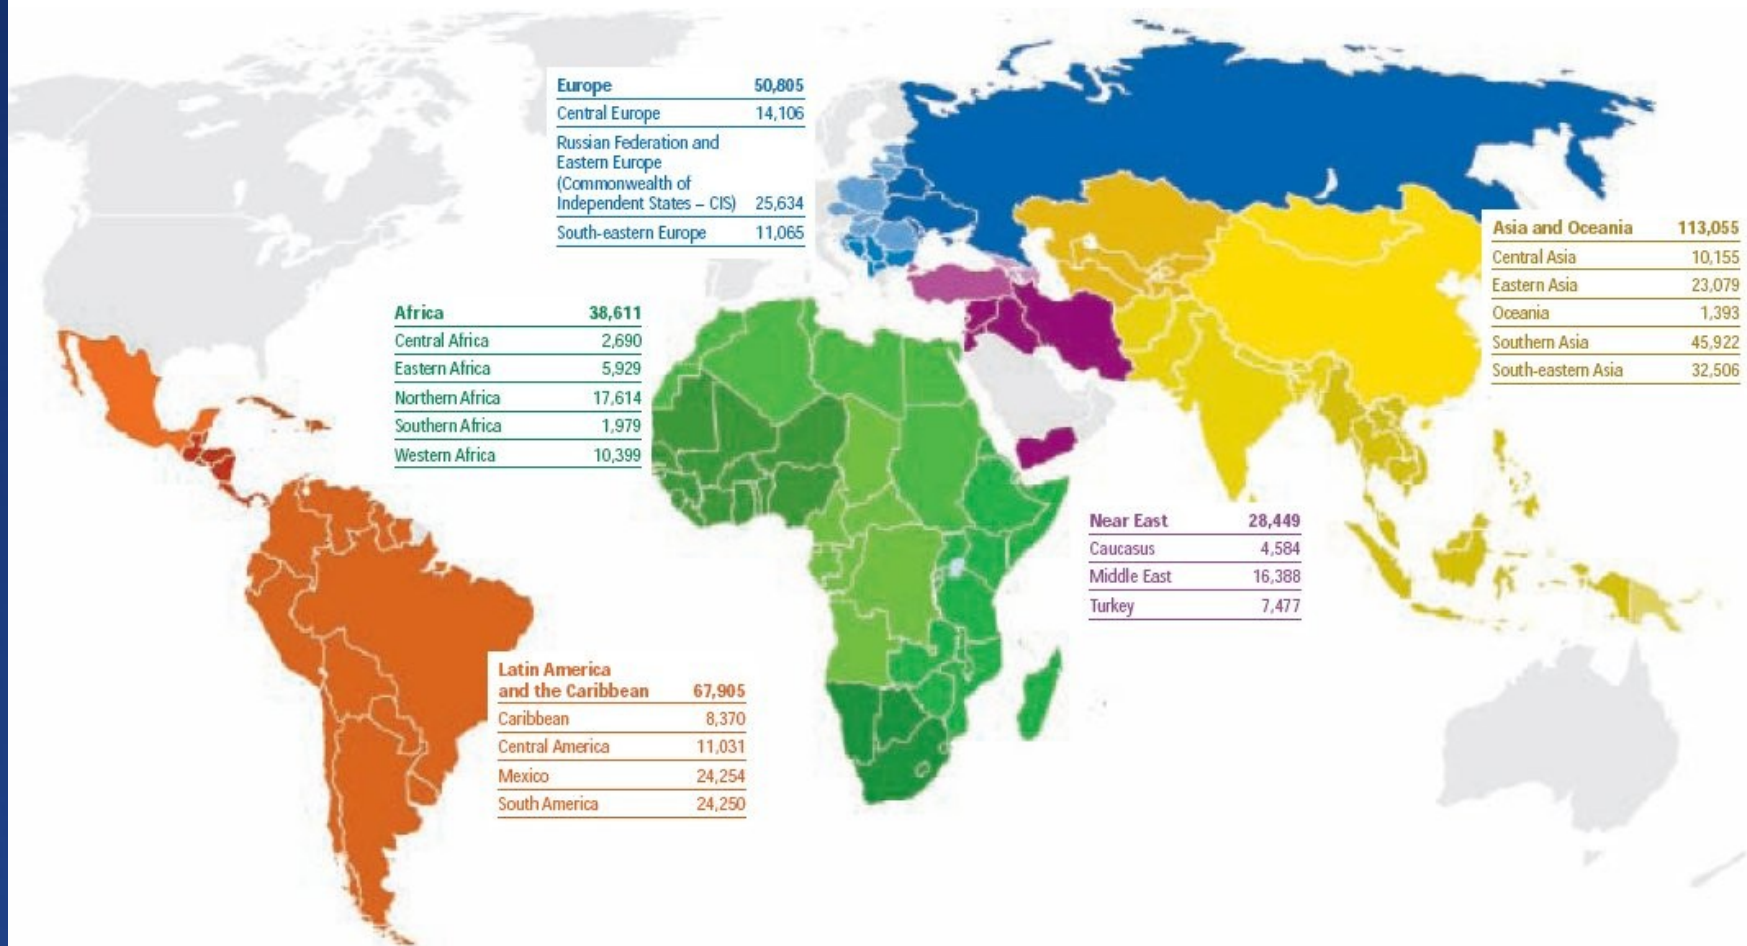 Europe 50,805
Central Europe 14,106
Russian Federation and
Eastern Europe
(Commonwealth of
Independent States – CIS) 25,634
South-eastern Europe 11,065
Asia and Oceania 113,055
Central Asia 10,155
Eastern Asia 23,079
Oceania 1,393
Southern Asia 45,922
South-eastern Asia 32,506
Africa 38,611
Central Africa 2,690
Eastern Africa 5,929
Northern Africa 17,614
Southern Africa 1,979
Western Africa 10,399
Near East 28,449
Caucasus 4,584
Middle East 16,388
Turkey 7,477
Latin America
and the Caribbean 67,905
Caribbean 8,370
Central America 11,031
Mexico 24,254
South America 24,250